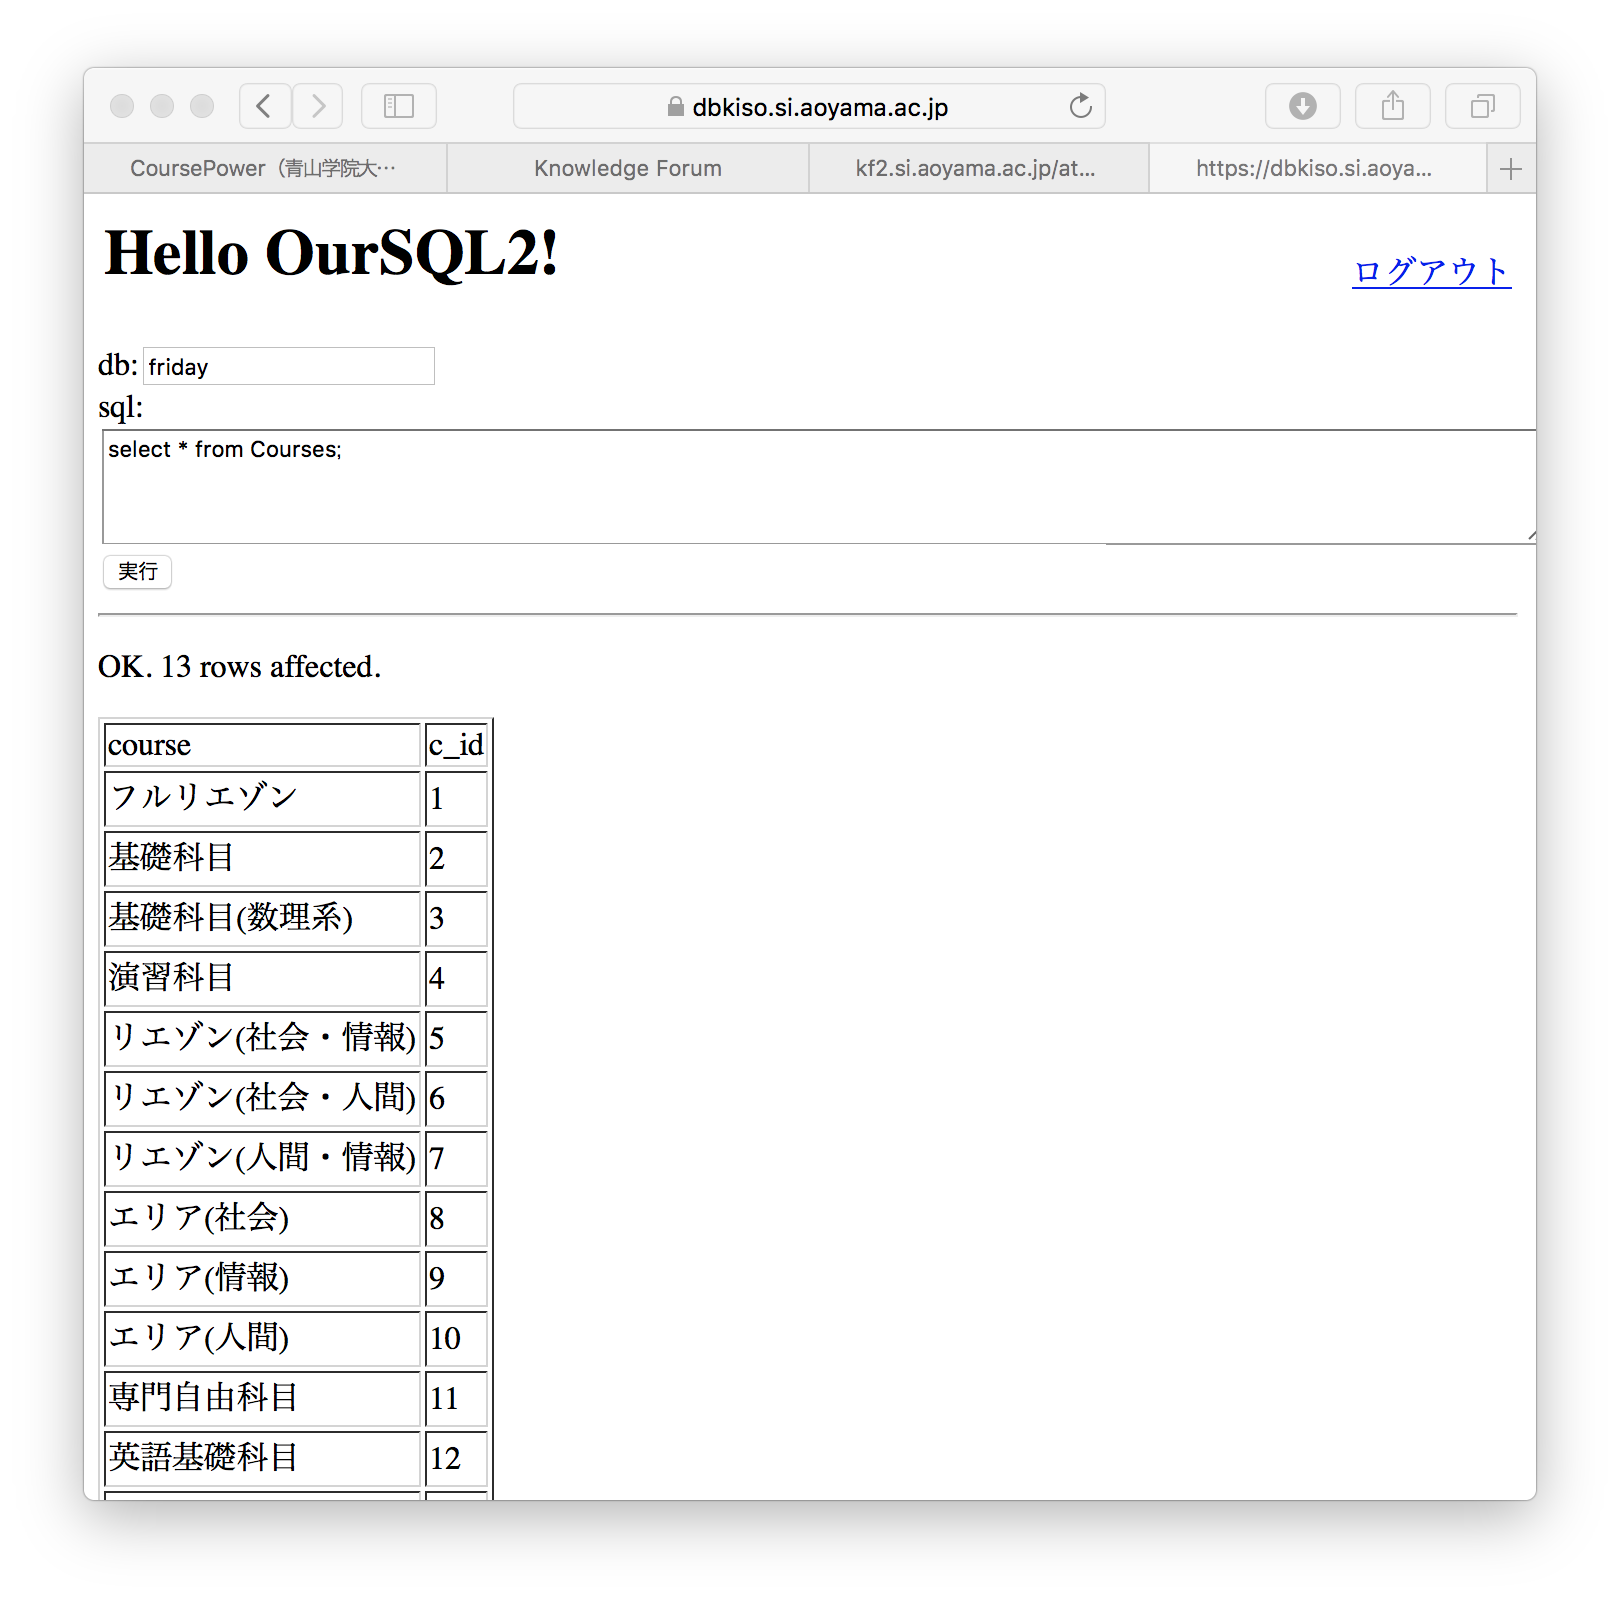 dbkiso.si.aoyama.ac.jp
CoursePower（青山学院大… Knowledge Forum kf2.si.aoyama.ac.jp/at... https://dbkiso.si.aoya...
Hello OurSQL2!
ログアウト
db: friday
sql:
select * from Courses;
実行
OK. 13 rows affected.
course c_id
フルリエゾン 1
基礎科目 2
基礎科目(数理系) 3
演習科目 4
リエゾン(社会・情報) 5
リエゾン(社会・人間) 6
リエゾン(人間・情報) 7
エリア(社会) 8
エリア(情報) 9
エリア(人間) 10
専門自由科目 11
英語基礎科目 12